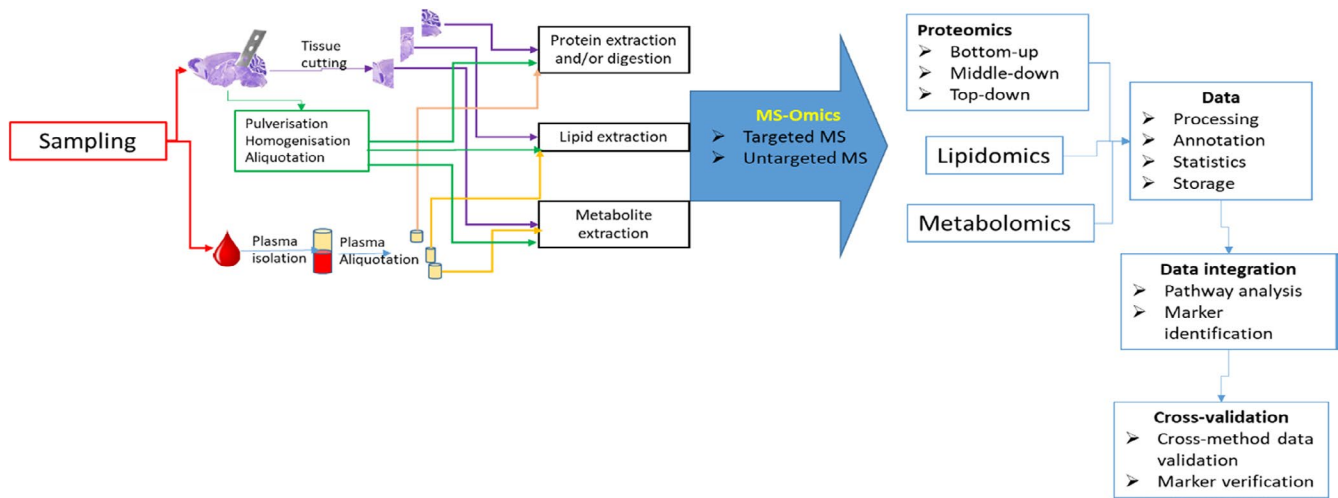 Sampling
Tissue
cutting
Pulverisation
Homogenisation
Aliquotation
Plasma
isolation
Plasma
Aliquotation
Protein extraction
and/or digestion
Lipid extraction
Metabolite
extraction
MS-Omics
➢ Targeted MS
➢ Untargeted MS
Proteomics
➢ Bottom-up
➢ Middle-down
➢ Top-down
Lipidomics
Metabolomics
Data
➢ Processing
➢ Annotation
➢ Statistics
➢ Storage
Data integration
➢ Pathway analysis
➢ Marker
identification
Cross-validation
➢ Cross-method data
validation
➢ Marker verification